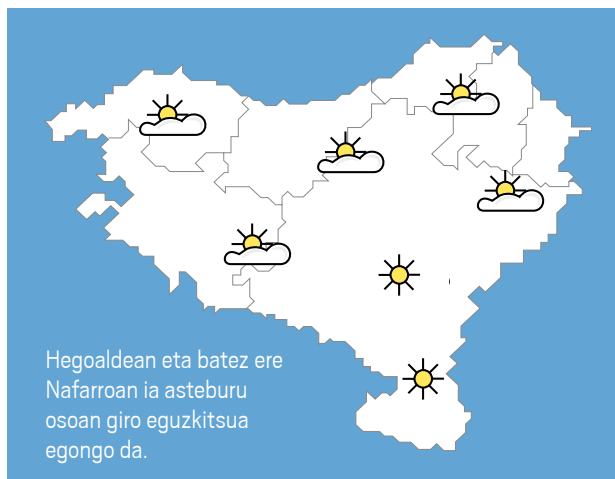 Hegoaldean eta batez ere
Nafarroan ia asteburu
osoan giro eguzkitsua
egongo da.